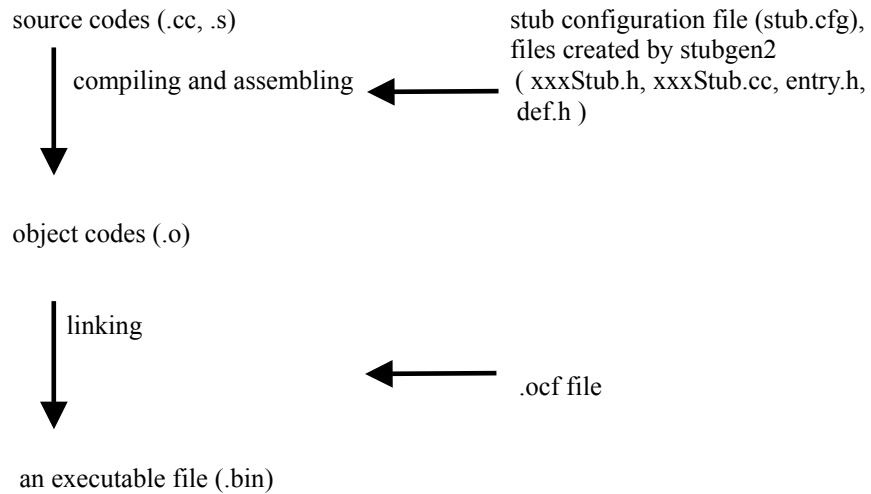 source codes (.cc, .s)
stub configuration file (stub.cfg),
files created by stubgen2
( xxxStub.h, xxxStub.cc, entry.h,
def.h )
compiling and assembling
object codes (.o)
linking
.ocf file
an executable file (.bin)